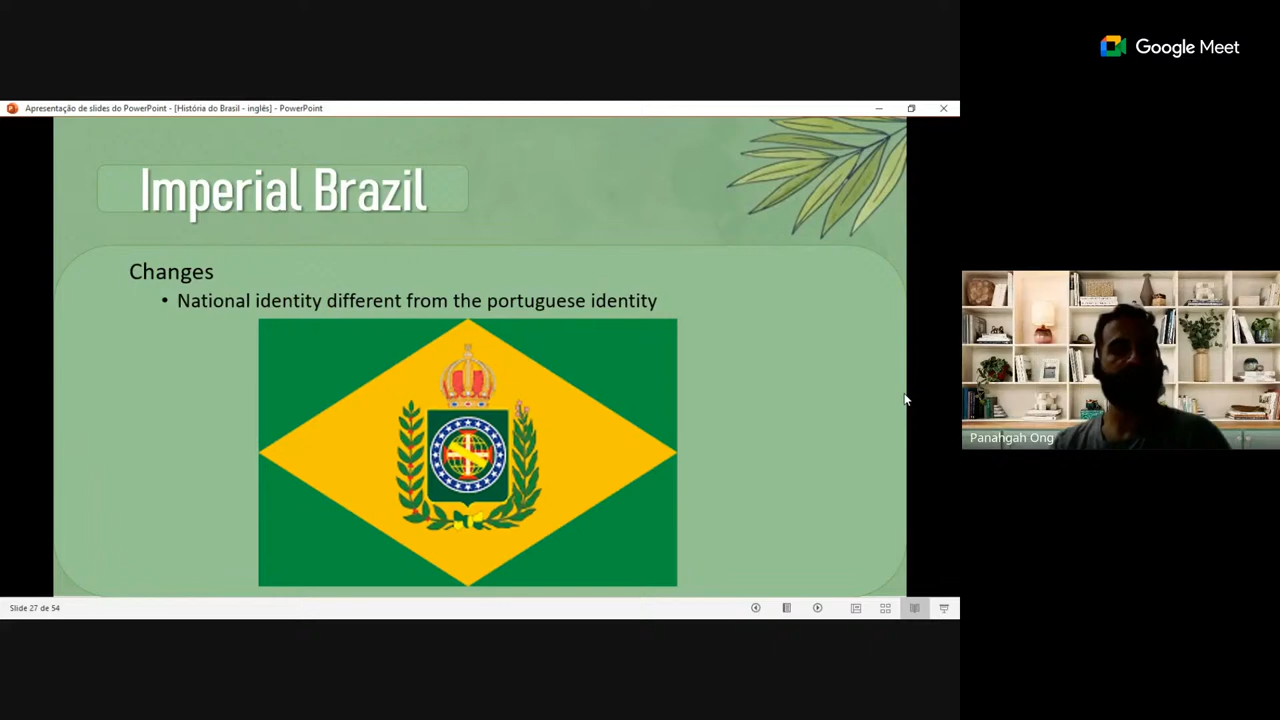 Google Meet
Apresentação de slides do PowerPoint - [História do Brasil - inglês] - PowerPoint
Imperial Brazil
Changes
• National identity different from the portuguese identity
Panahgah Ong
Slide 27 de 54